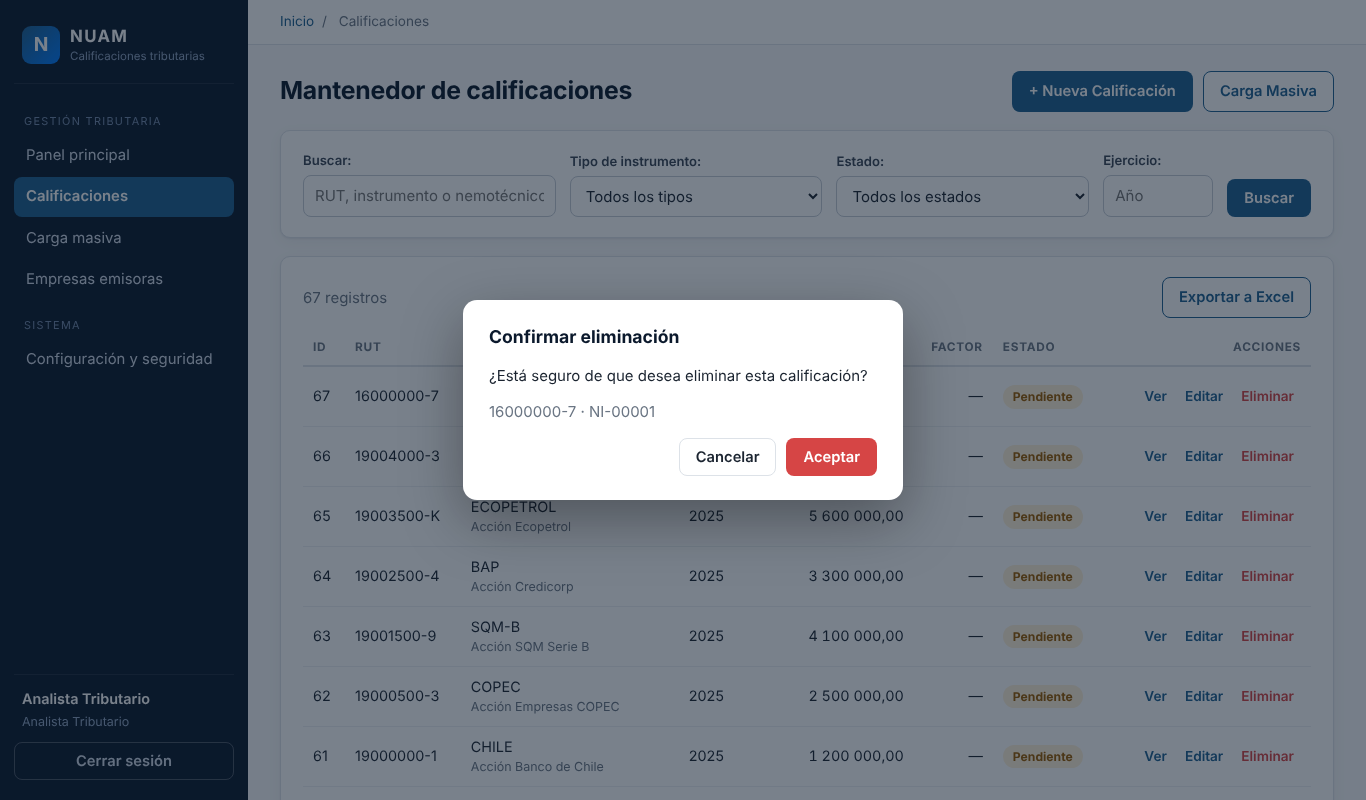 N
NUAM
Calificaciones tributarias
GESTIÓN TRIBUTARIA
Panel principal
Calificaciones
Carga masiva
Empresas emisoras
SISTEMA
Configuración y seguridad
Analista Tributario
Analista Tributario
Cerrar sesión
Inicio / Calificaciones
Mantenedor de calificaciones
+ Nueva Calificación
Carga Masiva
Buscar:
Tipo de instrumento:
Estado:
Ejercicio:
RUT, instrumento o nemotécnico
Todos los tipos
Todos los estados
Año
Buscar
67 registros
Exportar a Excel
ID RUT FACTOR ESTADO ACCIONES
67 16000000-7 — Pendiente Ver Editar Eliminar
66 19004000-3 — Pendiente Ver Editar Eliminar
65 19003500-K ECOPETROL 2025 5 600 000,00 — Pendiente Ver Editar Eliminar
Acción Ecopetrol
64 19002500-4 BAP 2025 3 300 000,00 — Pendiente Ver Editar Eliminar
Acción Credicorp
63 19001500-9 SQM-B 2025 4 100 000,00 — Pendiente Ver Editar Eliminar
Acción SQM Serie B
62 19000500-3 COPEC 2025 2 500 000,00 — Pendiente Ver Editar Eliminar
Acción Empresas COPEC
61 19000000-1 CHILE 2025 1 200 000,00 — Pendiente Ver Editar Eliminar
Acción Banco de Chile
Confirmar eliminación
¿Está seguro de que desea eliminar esta calificación?
16000000-7 · NI-00001
Cancelar
Aceptar